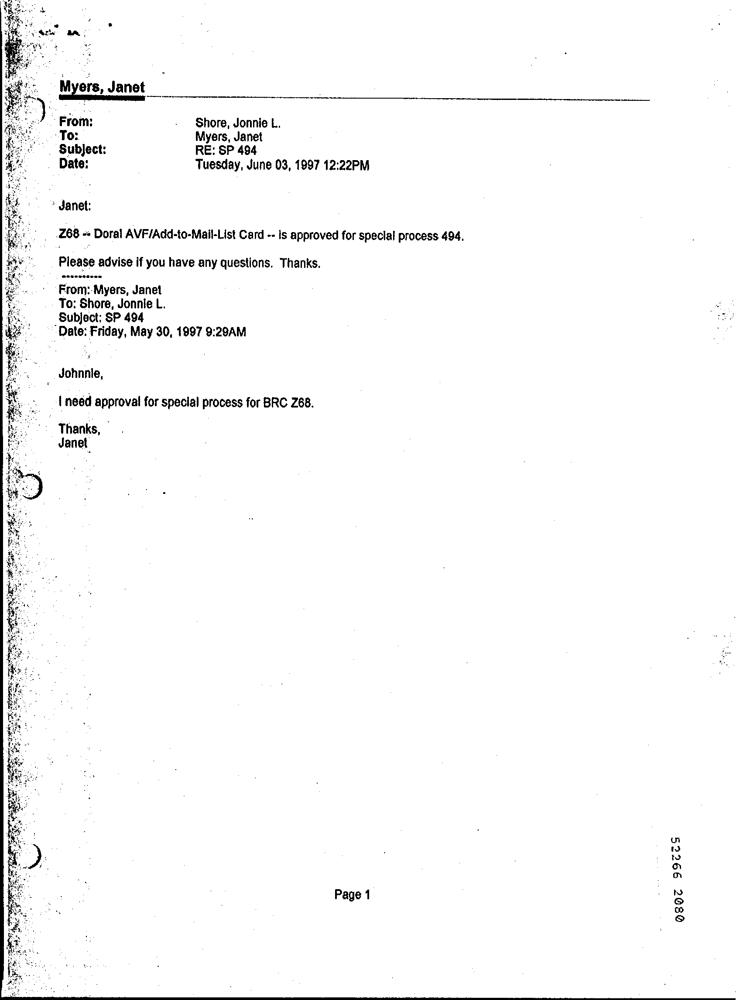 Myers, Janet
From: Shore, Jonnie L.
To: Myers, Janet
Subject: RE: SP 494
Date: Tuesday, June 03, 1997 12:22PM
Janet:
Z68 -- Doral AVF/Add-to-Mail-List Card -- is approved for special process 494.
Please advise if you have any questions. Thanks.
----------
From: Myers, Janet
To: Shore, Jonnie L.
Subject: SP 494
Date: Friday, May 30, 1997 9:29AM
Johnnie,
I need approval for special process for BRC Z68.
Thanks,
Janet
Page 1
52266 2080